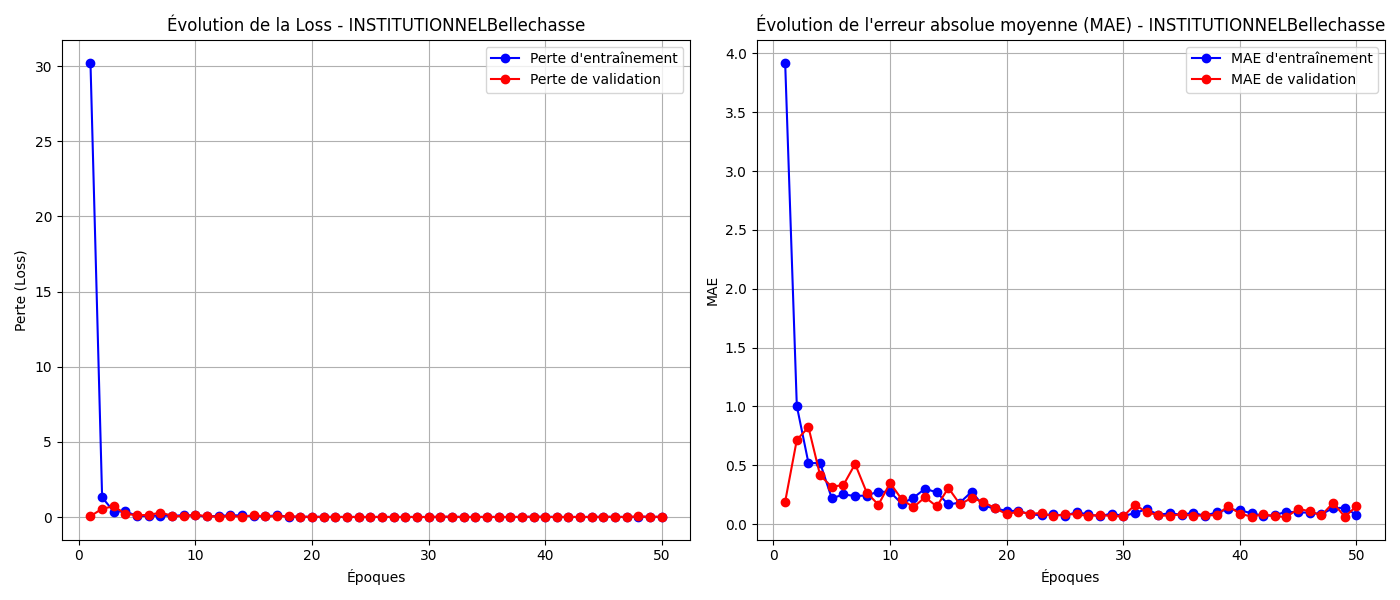 Évolution de la Loss - INSTITUTIONNELBellechasse
Perte d'entraînement
Perte de validation
30
25
20
15
10
5
0
Perte (Loss)
0 10 20 30 40 50
Époques
Évolution de l'erreur absolue moyenne (MAE) - INSTITUTIONNELBellechasse
MAE d'entraînement
MAE de validation
4.0
3.5
3.0
2.5
2.0
1.5
1.0
0.5
0.0
MAE
0 10 20 30 40 50
Époques